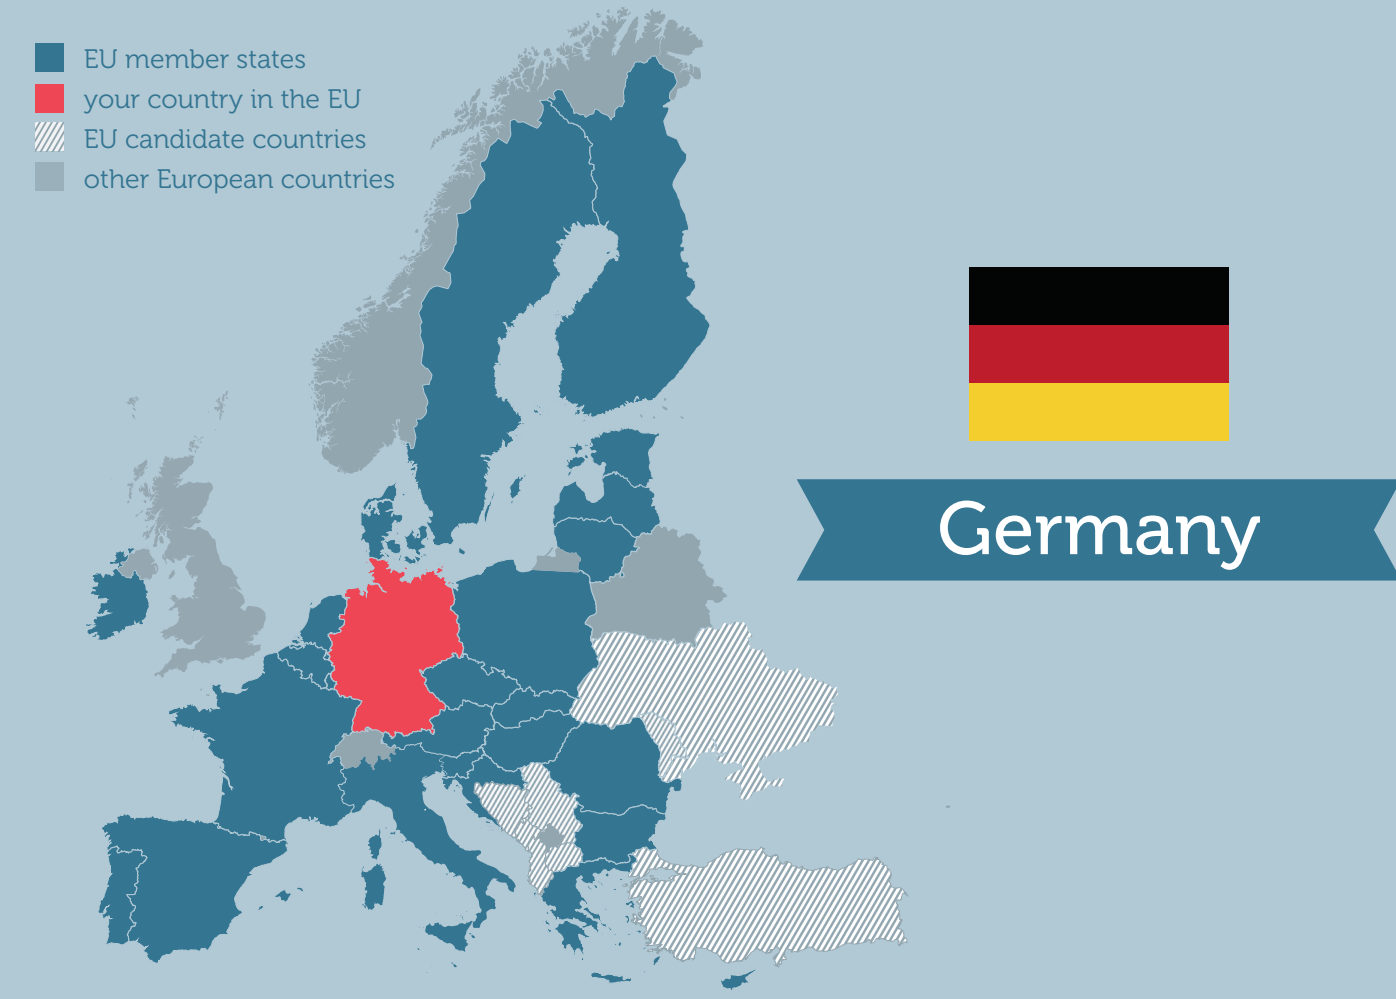 EU member states
your country in the EU
EU candidate countries
other European countries
Germany